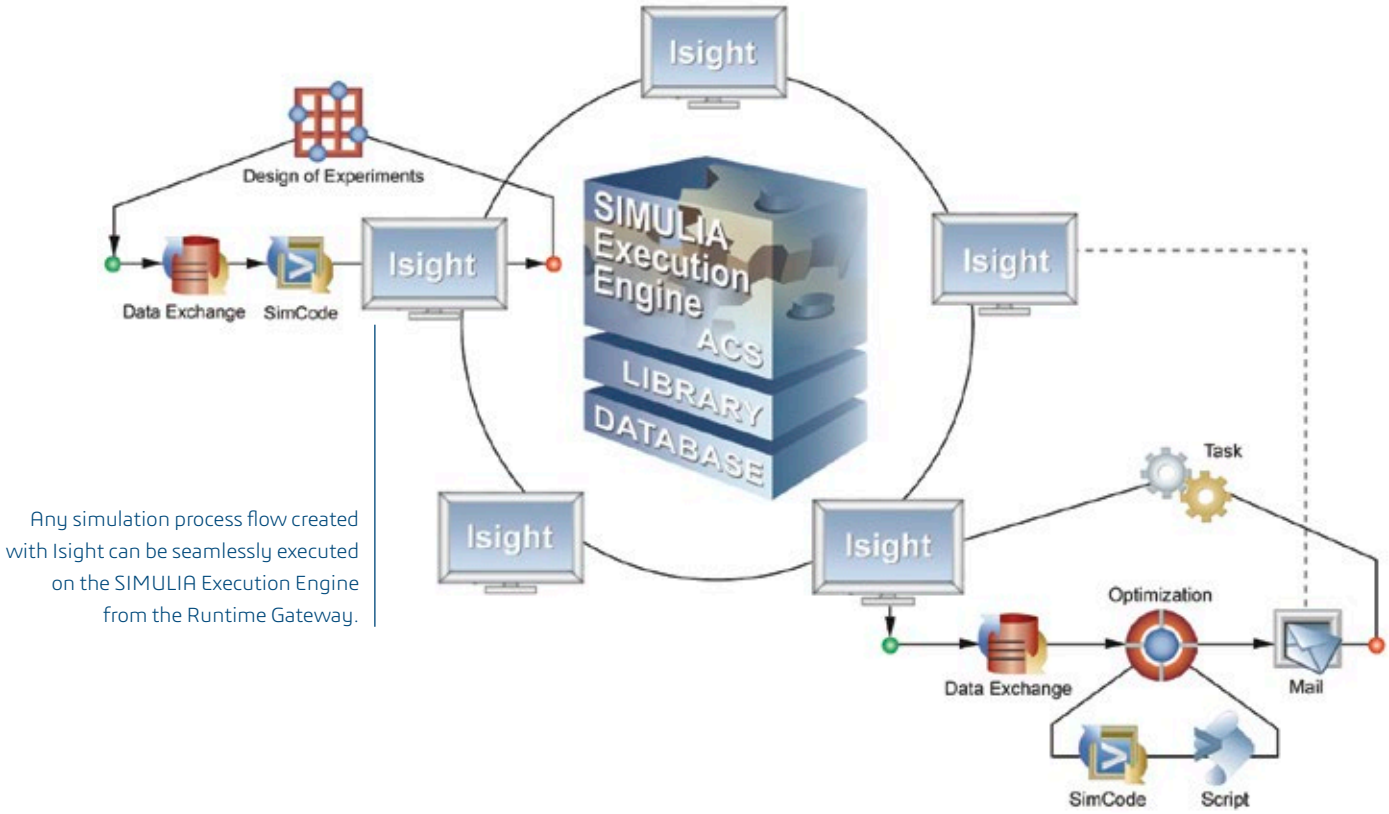 Isight
Design of Experiments
Data Exchange
SimCode
Isight
SIMULIA
Execution
Engine
ACS
LIBRARY
DATABASE
Isight
Isight
Isight
Task
Any simulation process flow created
with Isight can be seamlessly executed
on the SIMULIA Execution Engine
from the Runtime Gateway.
Data Exchange
Optimization
Mail
SimCode
Script